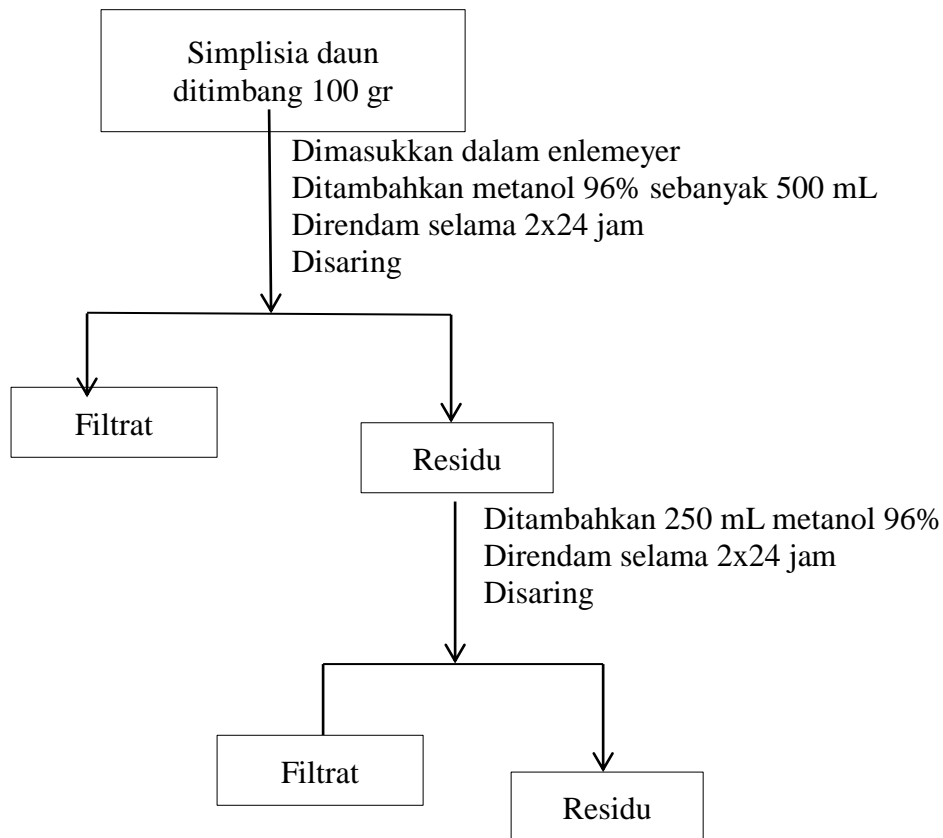 Simplisia daun
ditimbang 100 gr
Dimasukkan dalam enlemeyer
Ditambahkan metanol 96% sebanyak 500 mL
Direndam selama 2x24 jam
Disaring
Filtrat
Residu
Ditambahkan 250 mL metanol 96%
Direndam selama 2x24 jam
Disaring
Filtrat
Residu